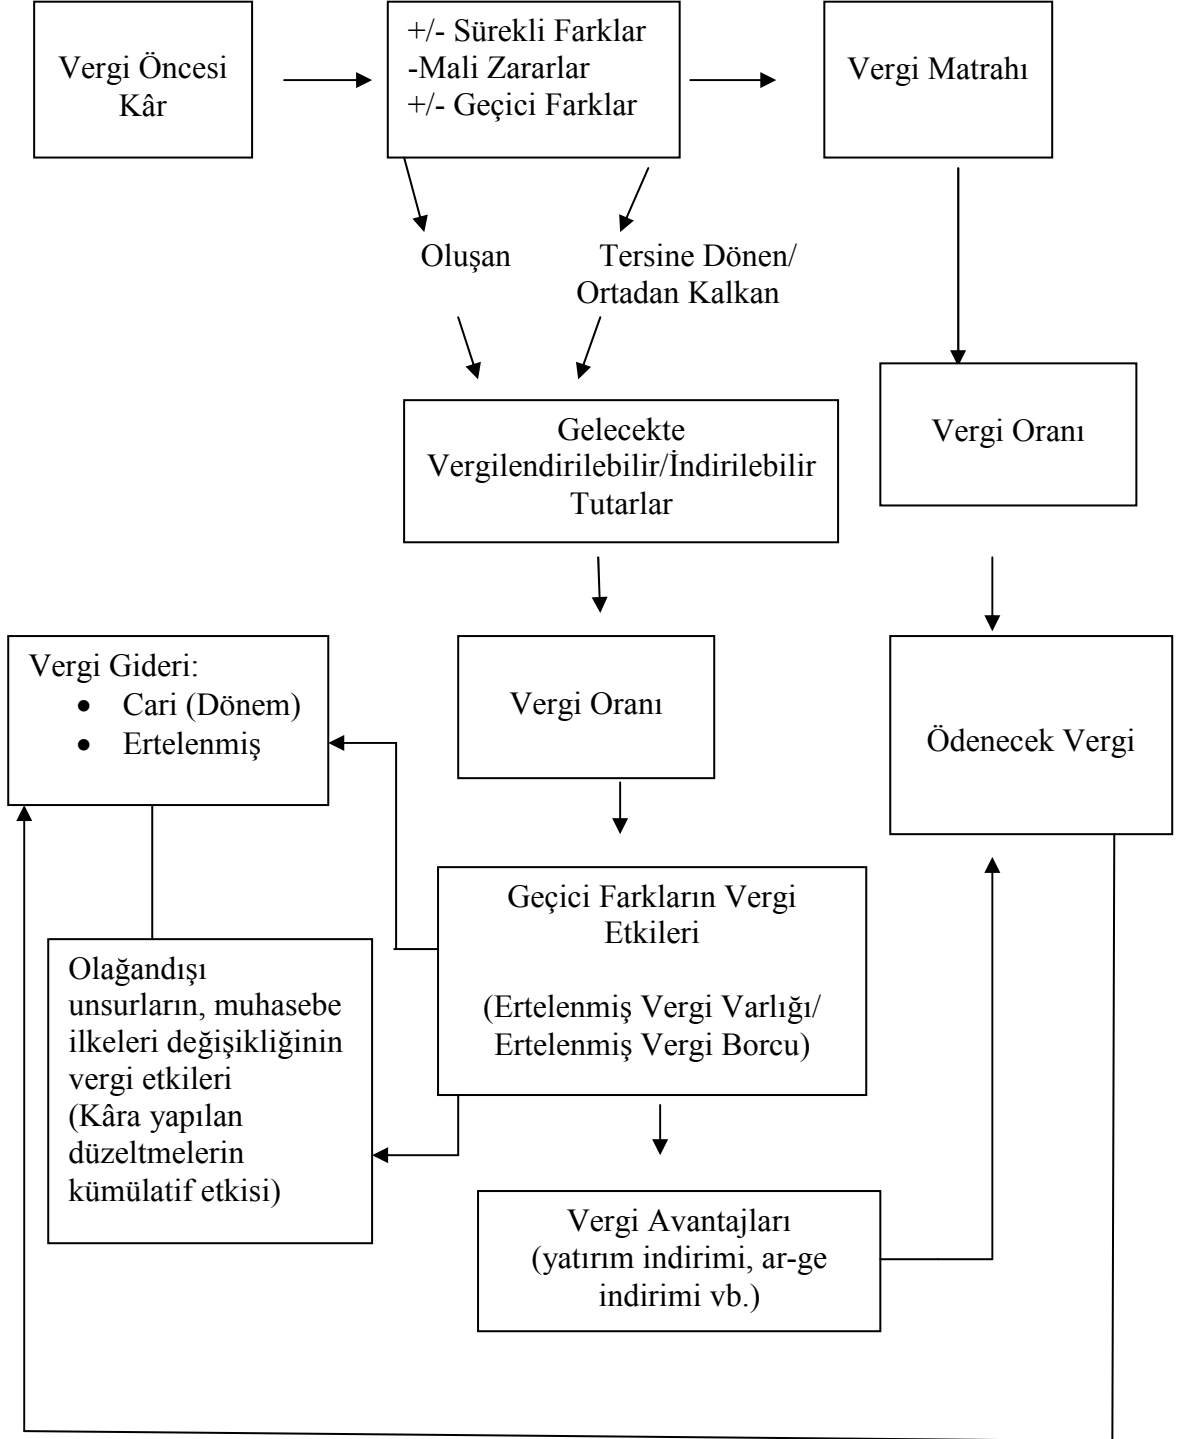 Vergi Öncesi
Kâr
+/- Sürekli Farklar
-Mali Zararlar
+/- Geçici Farklar
Vergi Matrahı
Oluşan
Tersine Dönen/
Ortadan Kalkan
Gelecekte
Vergilendirilebilir/İndirilebilir
Tutarlar
Vergi Oranı
Vergi Gideri:
• Cari (Dönem)
• Ertelenmiş
Vergi Oranı
Ödenecek Vergi
Geçici Farkların Vergi
Etkileri
(Ertelenmiş Vergi Varlığı/
Ertelenmiş Vergi Borcu)
Olağandışı
unsurların, muhasebe
ilkeleri değişikliğinin
vergi etkileri
(Kâra yapılan
düzeltmelerin
kümülatif etkisi)
Vergi Avantajları
(yatırım indirimi, ar-ge
indirimi vb.)